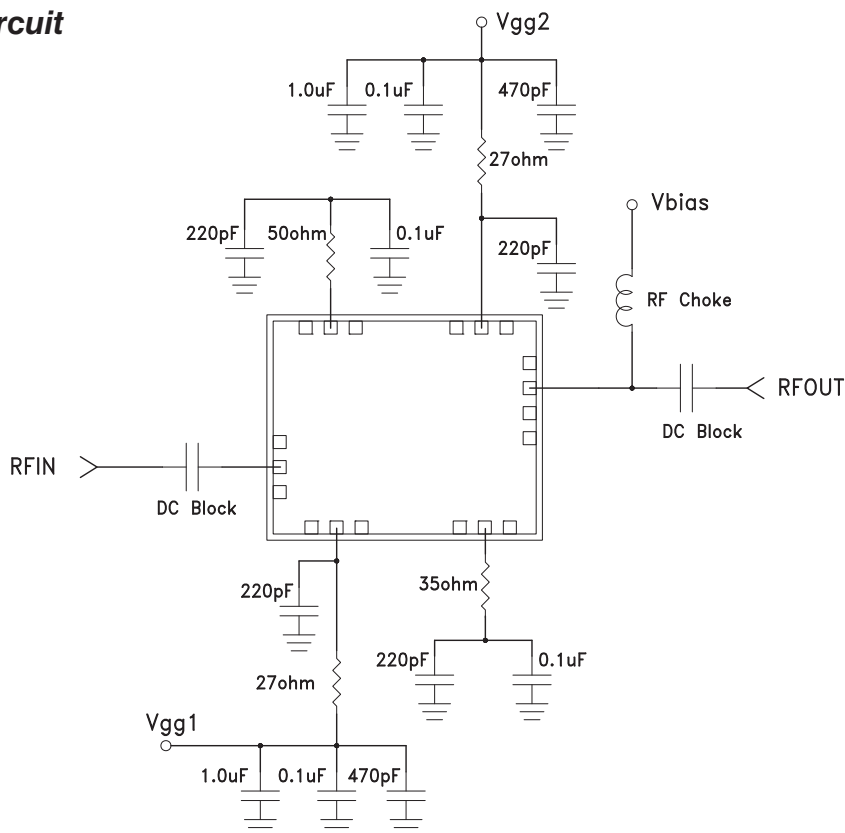 rcuit
Vgg2
1.0uF 0.1uF 470pF
27ohm
Vbias
220pF 50ohm 0.1uF
220pF
RF Choke
RFOUT
DC Block
RFIN
DC Block
220pF
35ohm
220pF 0.1uF
27ohm
Vgg1
1.0uF 0.1uF 470pF